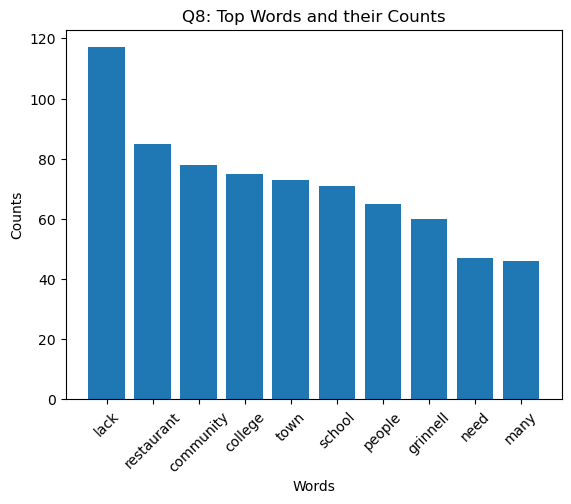 Q8: Top Words and their Counts
120
100
80
60
40
20
0
Counts
lack
restaurant
community
college
town
school
people
grinnell
need
many
Words